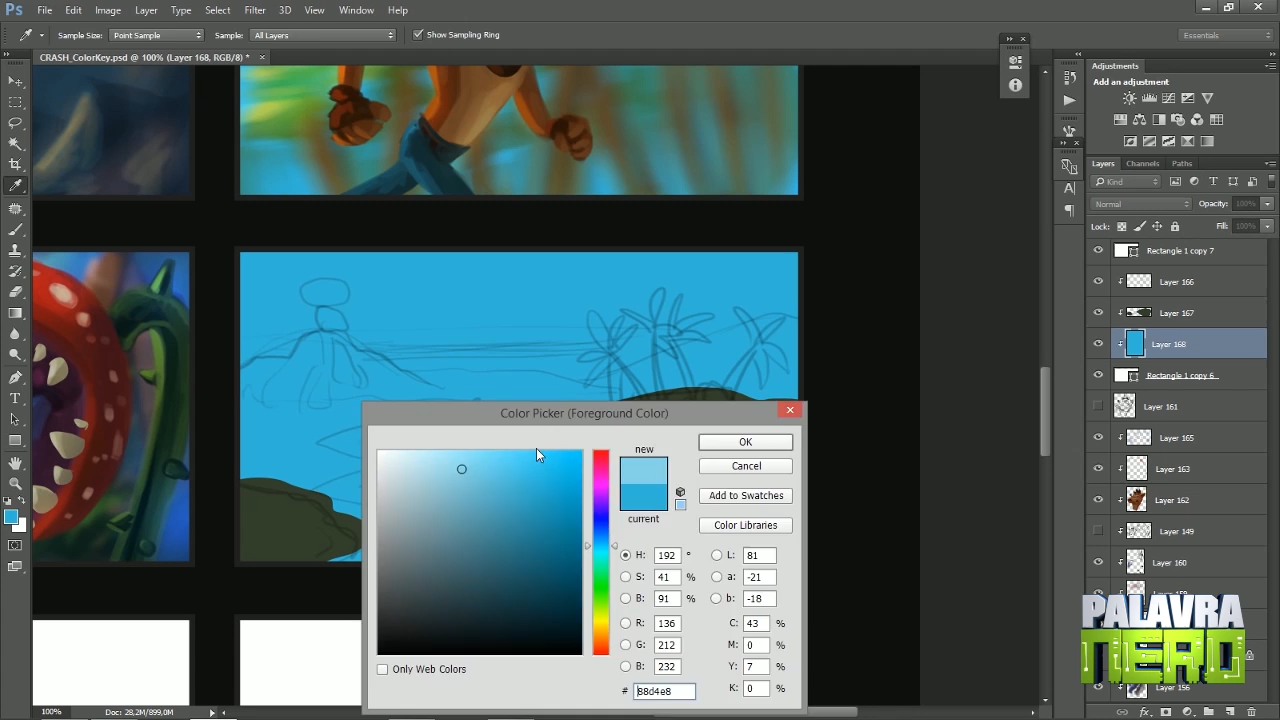 Ps File Edit Image Layer Type Select Filter 3D View Window Help
Sample Size: Point Sample Sample: All Layers Show Sampling Ring Essentials
CRASH_ColorKey.psd @ 100% (Layer 168, RGB/8) * ×
Adjustments
Add an adjustment
Layers Channels Paths
Kind
Normal Opacity: 100%
Lock: Fill: 100%
Rectangle 1 copy 7
Layer 166
Layer 167
Layer 168
Rectangle 1 copy 6
Layer 161
Layer 165
Layer 163
Layer 162
Layer 149
Layer 160
Layer 159
Layer 156
Color Picker (Foreground Color)
new
current
OK
Cancel
Add to Swatches
Color Libraries
H: 192 ° L: 81
S: 41 % a: -21
B: 91 % b: -18
R: 136 C: 43 %
G: 212 M: 0 %
B: 232 Y: 7 %
# 88d4e8 K: 0 %
Only Web Colors
PALAVRA
NERD
100% Doc: 28,2M/899,0M